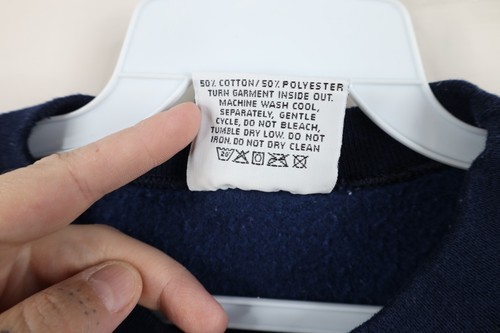 50% COTTON/50% POLYESTER
TURN GARMENT INSIDE OUT.
MACHINE WASH COOL,
SEPARATELY, GENTLE
CYCLE, DO NOT BLEACH,
TUMBLE DRY LOW. DO NOT
IRON. DO NOT DRY CLEAN